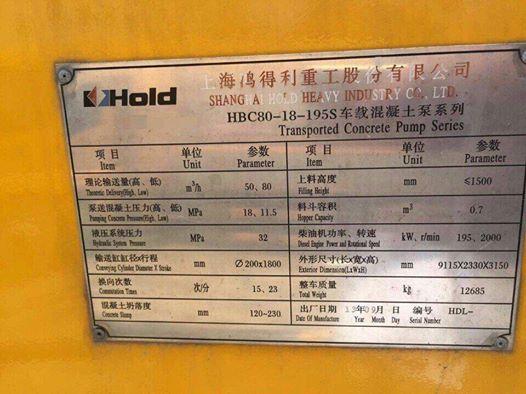 Hold
上海鸿得利重工股份有限公司
SHANGHAI HOLD HEAVY INDUSTRY CO., LTD.
HBC80-18-195S车载混凝土泵系列
Transported Concrete Pump Series
项目 单位 参数 项目 单位 参数
Item Unit Parameter Item Unit Parameter
理论输送量(高、低) m³/h 50、80 上料高度 mm ≤1500
Theoretic Delivery(High, Low) Filling Height
泵送混凝土压力(高、低) MPa 18、11.5 料斗容积 m³ 0.7
Pumping Concrete Pressure(High, Low) Hopper Capacity
液压系统压力 MPa 32 柴油机功率、转速 kW、r/min 195、2000
Hydraulic System Pressure Diesel Engine Power and Rotational Speed
输送缸缸径x行程 mm Ø200x1800 外形尺寸(长x宽x高) mm 9115X2330X3150
Conveying Cylinder Diameter X Stroke Exterior Dimension(LxWxH)
换向次数 次/分 15、23 整车质量 kg 12685
Commutation Times Total Weight
混凝土坍落度 mm 120-230 出厂日期 13年09月 日 编号 HDL-
Concrete Slump Date Of Manufacture Year Month Day Serial Number